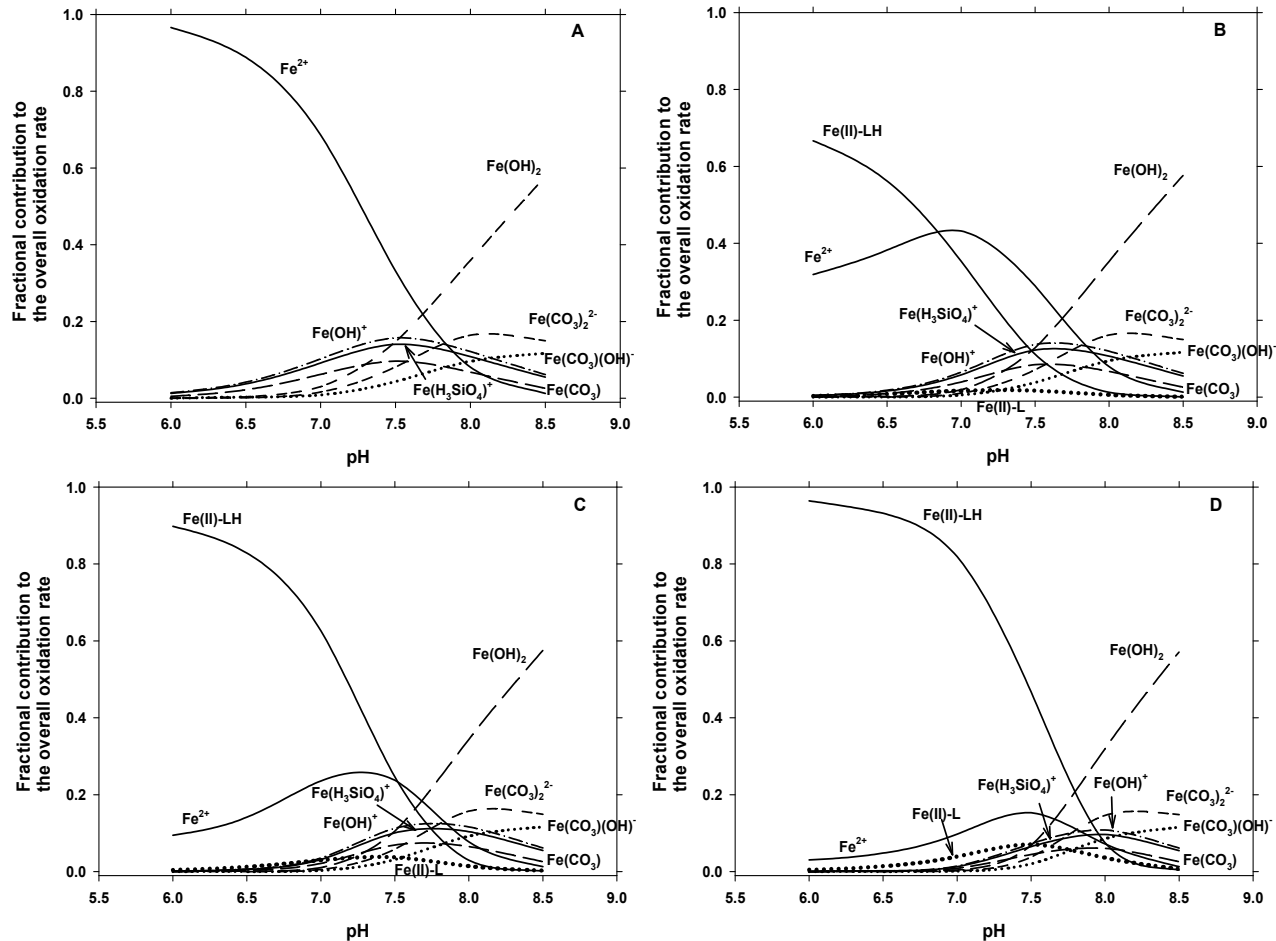 A
Fractional contribution to
the overall oxidation rate
1.0
0.8
0.6
0.4
0.2
0.0
Fe²⁺
Fe(OH)₂
Fe(OH)⁺
Fe(H₃SiO₄)⁺
Fe(CO₃)₂²⁻
Fe(CO₃)(OH)⁻
Fe(CO₃)
5.5 6.0 6.5 7.0 7.5 8.0 8.5 9.0
pH
B
Fractional contribution to
the overall oxidation rate
1.0
0.8
0.6
0.4
0.2
0.0
Fe(II)-LH
Fe(OH)₂
Fe²⁺
Fe(H₃SiO₄)⁺
Fe(CO₃)₂²⁻
Fe(OH)⁺
Fe(CO₃)(OH)⁻
Fe(CO₃)
Fe(II)-L
5.5 6.0 6.5 7.0 7.5 8.0 8.5 9.0
pH
C
Fractional contribution to
the overall oxidation rate
1.0
0.8
0.6
0.4
0.2
0.0
Fe(II)-LH
Fe(OH)₂
Fe(H₃SiO₄)⁺
Fe(CO₃)₂²⁻
Fe²⁺
Fe(OH)⁺
Fe(CO₃)(OH)⁻
Fe(CO₃)
Fe(II)-L
5.5 6.0 6.5 7.0 7.5 8.0 8.5 9.0
pH
D
Fractional contribution to
the overall oxidation rate
1.0
0.8
0.6
0.4
0.2
0.0
Fe(II)-LH
Fe(OH)₂
Fe(H₃SiO₄)⁺
Fe(OH)⁺
Fe(CO₃)₂²⁻
Fe(II)-L
Fe(CO₃)(OH)⁻
Fe²⁺
Fe(CO₃)
5.5 6.0 6.5 7.0 7.5 8.0 8.5 9.0
pH